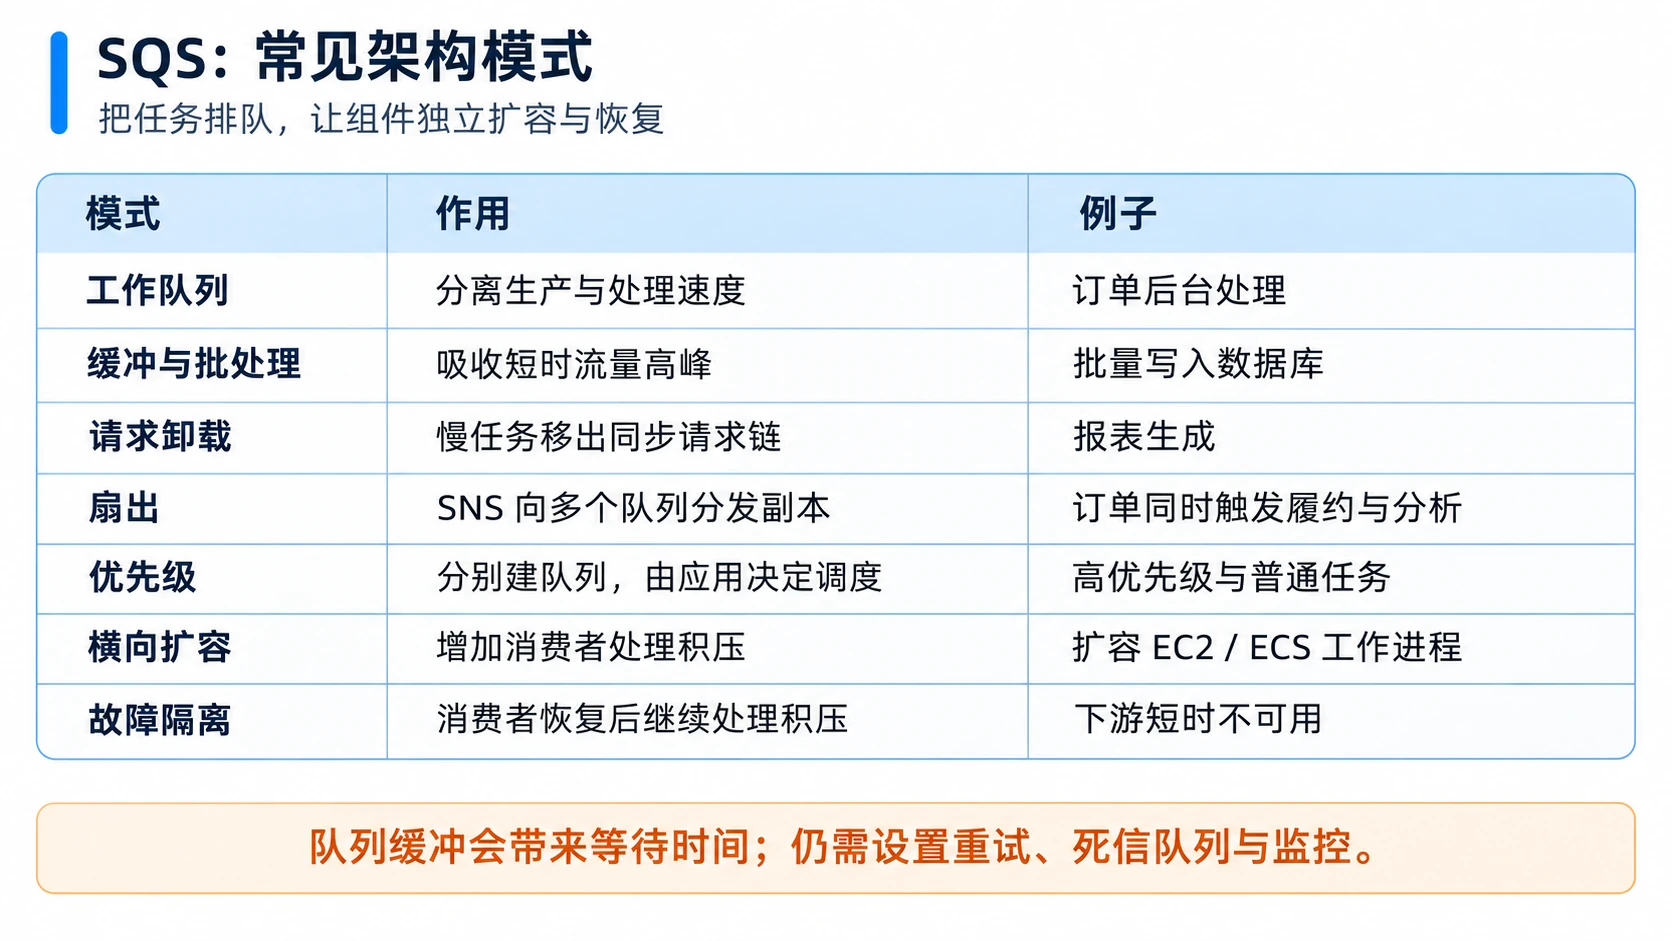 SQS：常见架构模式
把任务排队，让组件独立扩容与恢复
模式 作用 例子
工作队列 分离生产与处理速度 订单后台处理
缓冲与批处理 吸收短时流量高峰 批量写入数据库
请求卸载 慢任务移出同步请求链 报表生成
扇出 SNS 向多个队列分发副本 订单同时触发履约与分析
优先级 分别建队列，由应用决定调度 高优先级与普通任务
横向扩容 增加消费者处理积压 扩容 EC2 / ECS 工作进程
故障隔离 消费者恢复后继续处理积压 下游短时不可用
队列缓冲会带来等待时间；仍需设置重试、死信队列与监控。